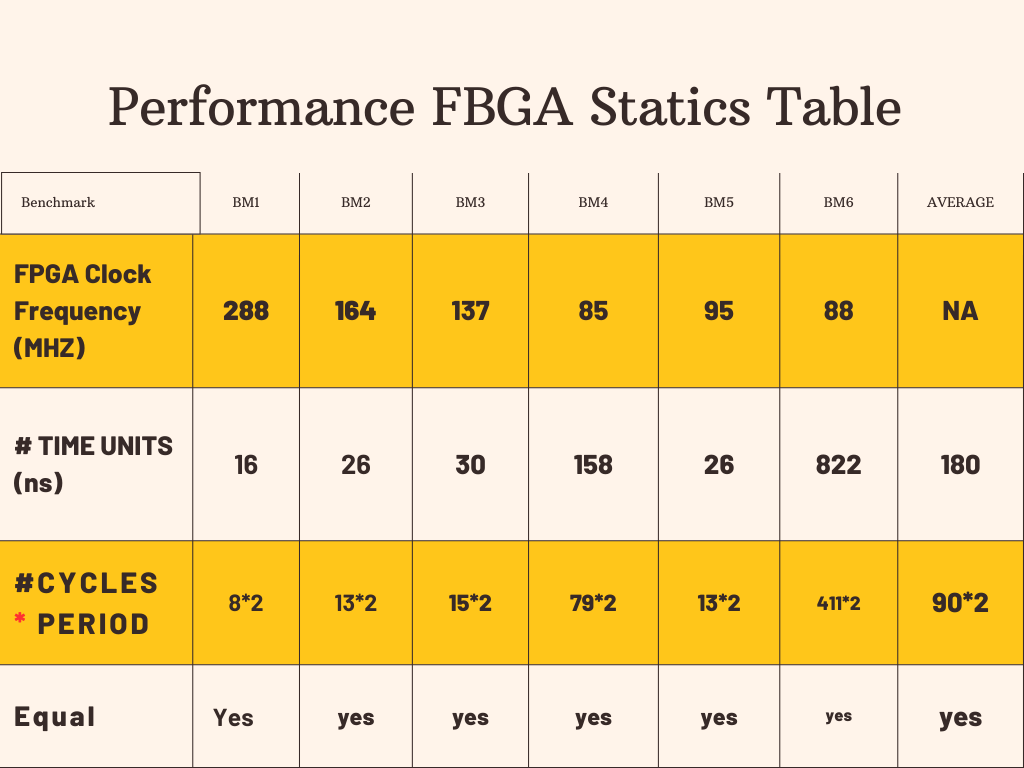 Performance FBGA Statics Table
Benchmark BM1 BM2 BM3 BM4 BM5 BM6 AVERAGE
FPGA Clock
Frequency 288 164 137 85 95 88 NA
(MHZ)
# TIME UNITS
(ns) 16 26 30 158 26 822 180
#CYCLES
* PERIOD 8*2 13*2 15*2 79*2 13*2 411*2 90*2
Equal Yes yes yes yes yes yes yes